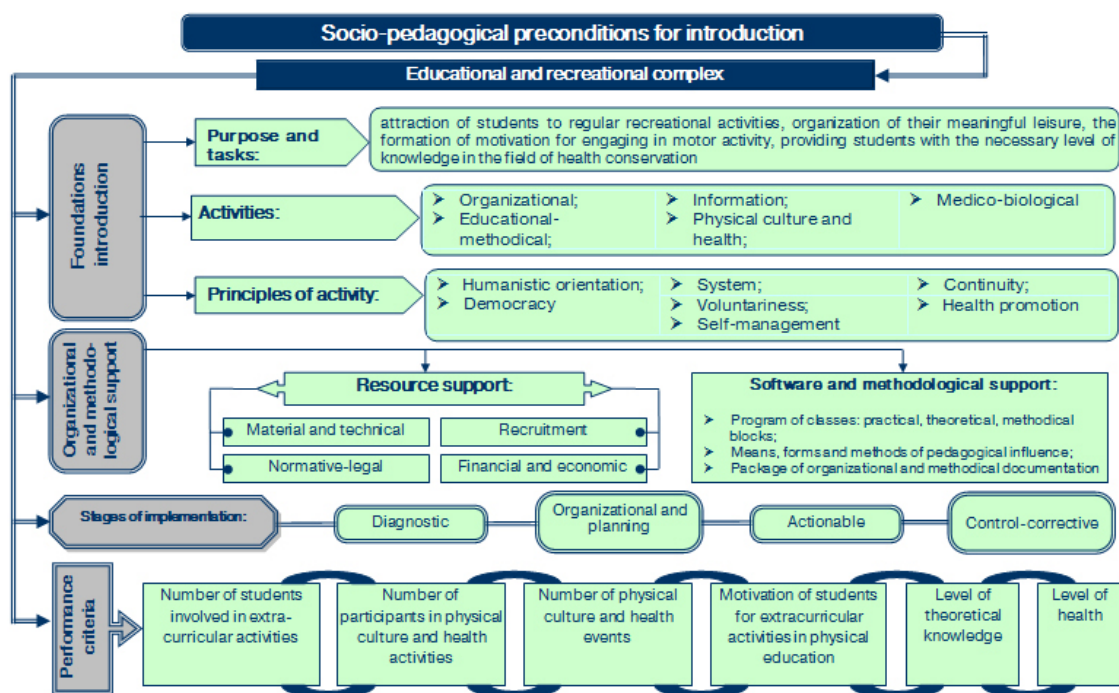 Socio-pedagogical preconditions for introduction
Educational and recreational complex
Foundations
introduction
Purpose and
tasks:
attraction of students to regular recreational activities, organization of their meaningful leisure, the
formation of motivation for engaging in motor activity, providing students with the necessary level of
knowledge in the field of health conservation
Activities:
➢ Organizational;
➢ Educational-
methodical;
➢ Information;
➢ Physical culture and
health;
➢ Medico-biological
Principles of activity:
➢ Humanistic orientation;
➢ Democracy
➢ System;
➢ Voluntariness;
➢ Self-management
➢ Continuity;
➢ Health promotion
Organizational
and methodo-
logical support
Resource support:
Material and technical
Recruitment
Normative-legal
Financial and economic
Software and methodological support:
➢ Program of classes: practical, theoretical, methodical
blocks;
➢ Means, forms and methods of pedagogical influence;
➢ Package of organizational and methodical documentation
Stages of implementation:
Diagnostic
Organizational and
planning
Actionable
Control-corrective
Performance
criteria
Number of students
involved in extra-
curricular activities
Number of
participants in physical
culture and health
activities
Number of physical
culture and health
events
Motivation of students
for extracurricular
activities in physical
education
Level of
theoretical
knowledge
Level of
health